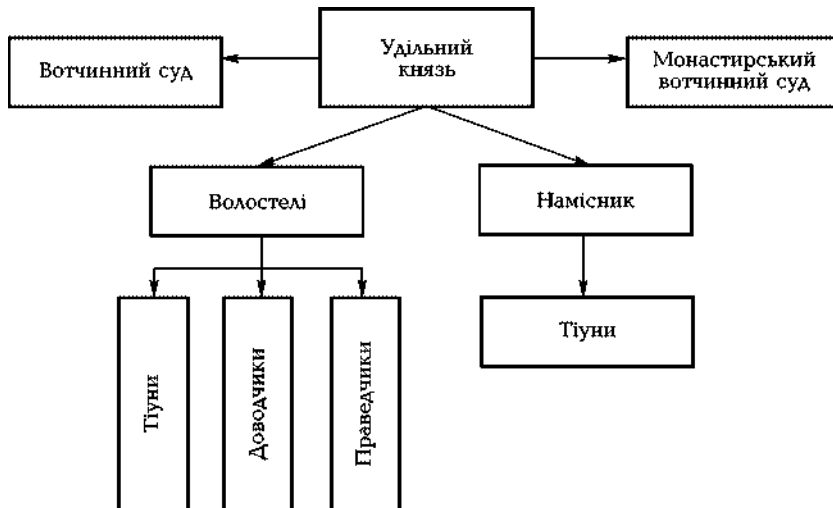 Удільний
князь
Вотчинний суд
Монастирський
вотчинний суд
Волостелі
Намісник
Тіуни
Доводчики
Праведчики
Тіуни